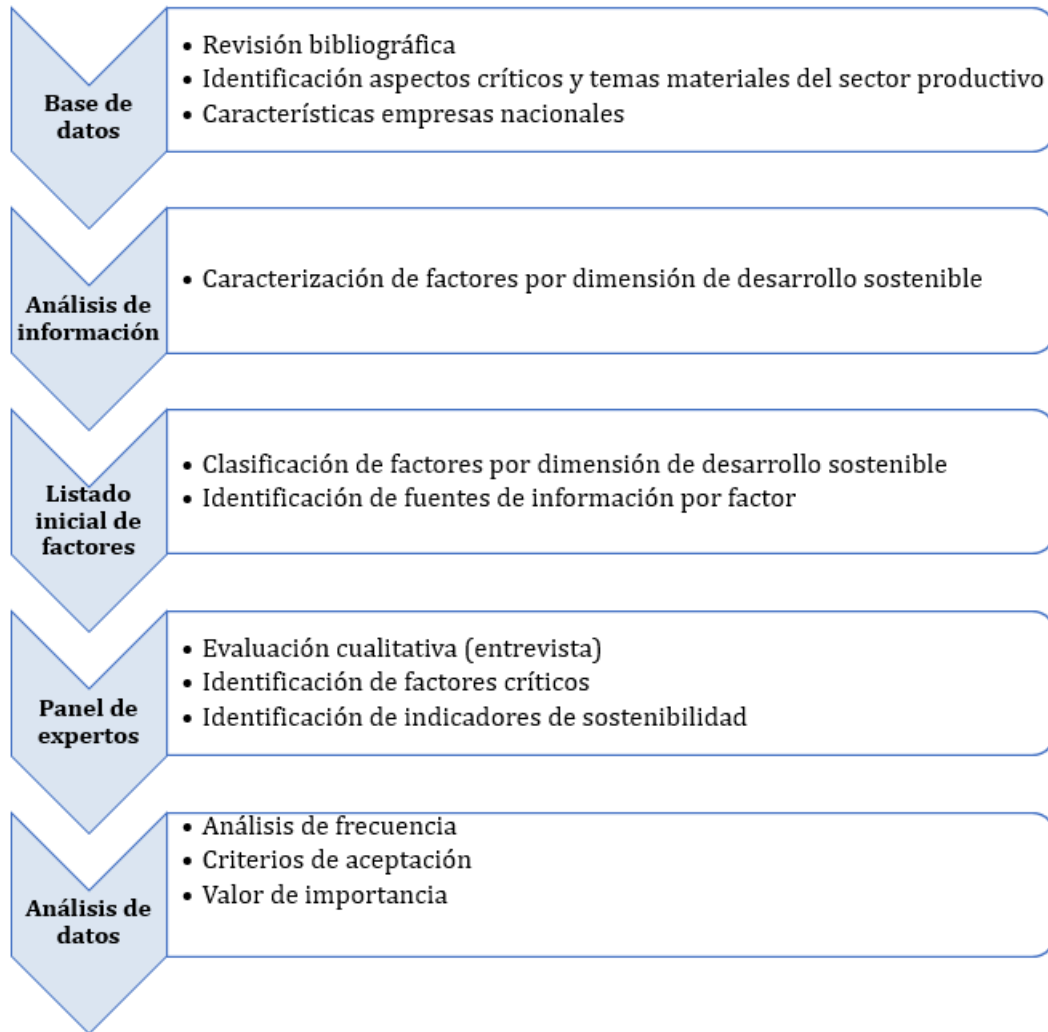 Base de
datos
• Revisión bibliográfica
• Identificación aspectos críticos y temas materiales del sector productivo
• Características empresas nacionales
Análisis de
información
• Caracterización de factores por dimensión de desarrollo sostenible
Listado
inicial de
factores
• Clasificación de factores por dimensión de desarrollo sostenible
• Identificación de fuentes de información por factor
Panel de
expertos
• Evaluación cualitativa (entrevista)
• Identificación de factores críticos
• Identificación de indicadores de sostenibilidad
Análisis de
datos
• Análisis de frecuencia
• Criterios de aceptación
• Valor de importancia